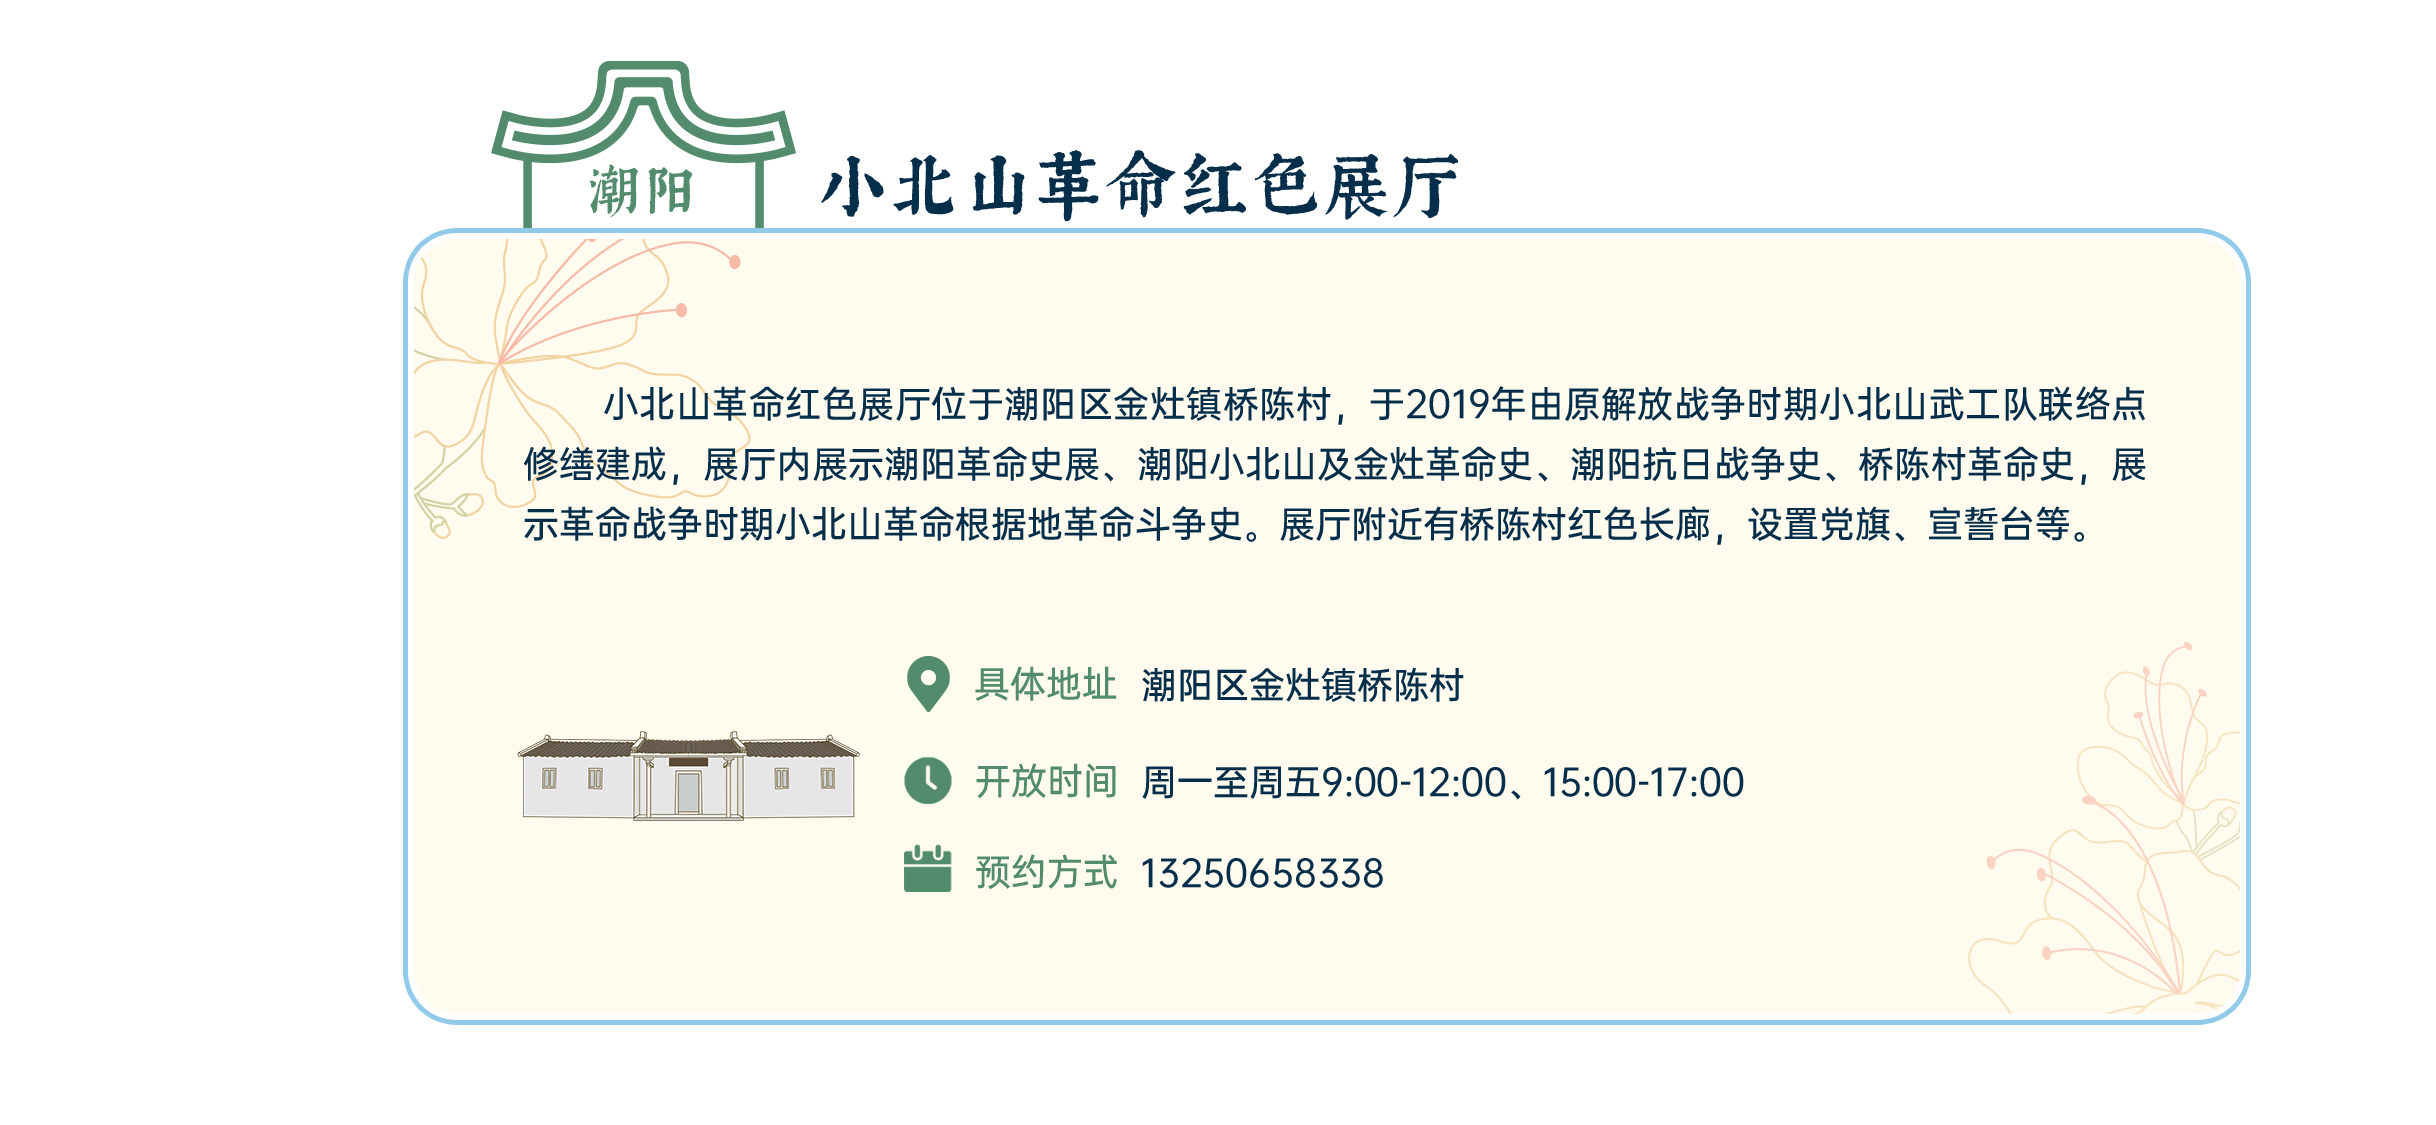 潮阳
小北山革命红色展厅
小北山革命红色展厅位于潮阳区金灶镇桥陈村，于2019年由原解放战争时期小北山武工队联络点
修缮建成，展厅内展示潮阳革命史展、潮阳小北山及金灶革命史、潮阳抗日战争史、桥陈村革命史，展
示革命战争时期小北山革命根据地革命斗争史。展厅附近有桥陈村红色长廊，设置党旗、宣誓台等。
具体地址 潮阳区金灶镇桥陈村
开放时间 周一至周五9:00-12:00、15:00-17:00
预约方式 13250658338